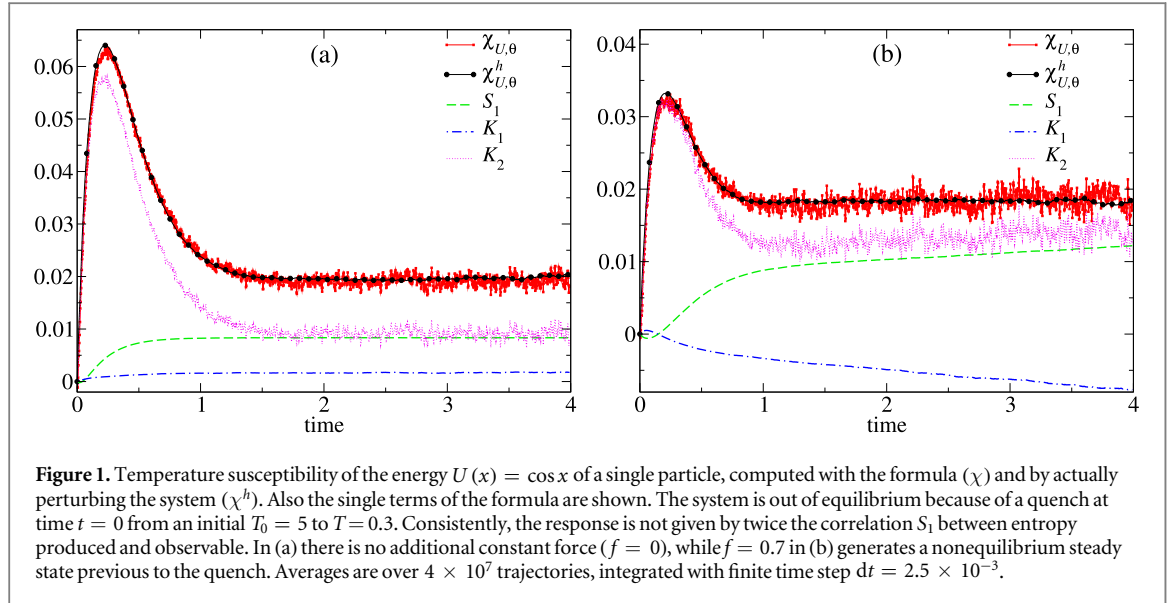 (a)
χU,θ
χ^h U,θ
S1
K1
K2
0.06
0.05
0.04
0.03
0.02
0.01
0
0 1 2 3 4
time
(b)
χU,θ
χ^h U,θ
S1
K1
K2
0.04
0.03
0.02
0.01
0
0 1 2 3 4
time
Figure 1. Temperature susceptibility of the energy U (x) = cos x of a single particle, computed with the formula (χ) and by actually
perturbing the system (χ^h). Also the single terms of the formula are shown. The system is out of equilibrium because of a quench at
time t = 0 from an initial T0 = 5 to T = 0.3. Consistently, the response is not given by twice the correlation S1 between entropy
produced and observable. In (a) there is no additional constant force (f = 0), while f = 0.7 in (b) generates a nonequilibrium steady
state previous to the quench. Averages are over 4 × 10^7 trajectories, integrated with finite time step dt = 2.5 × 10^−3.